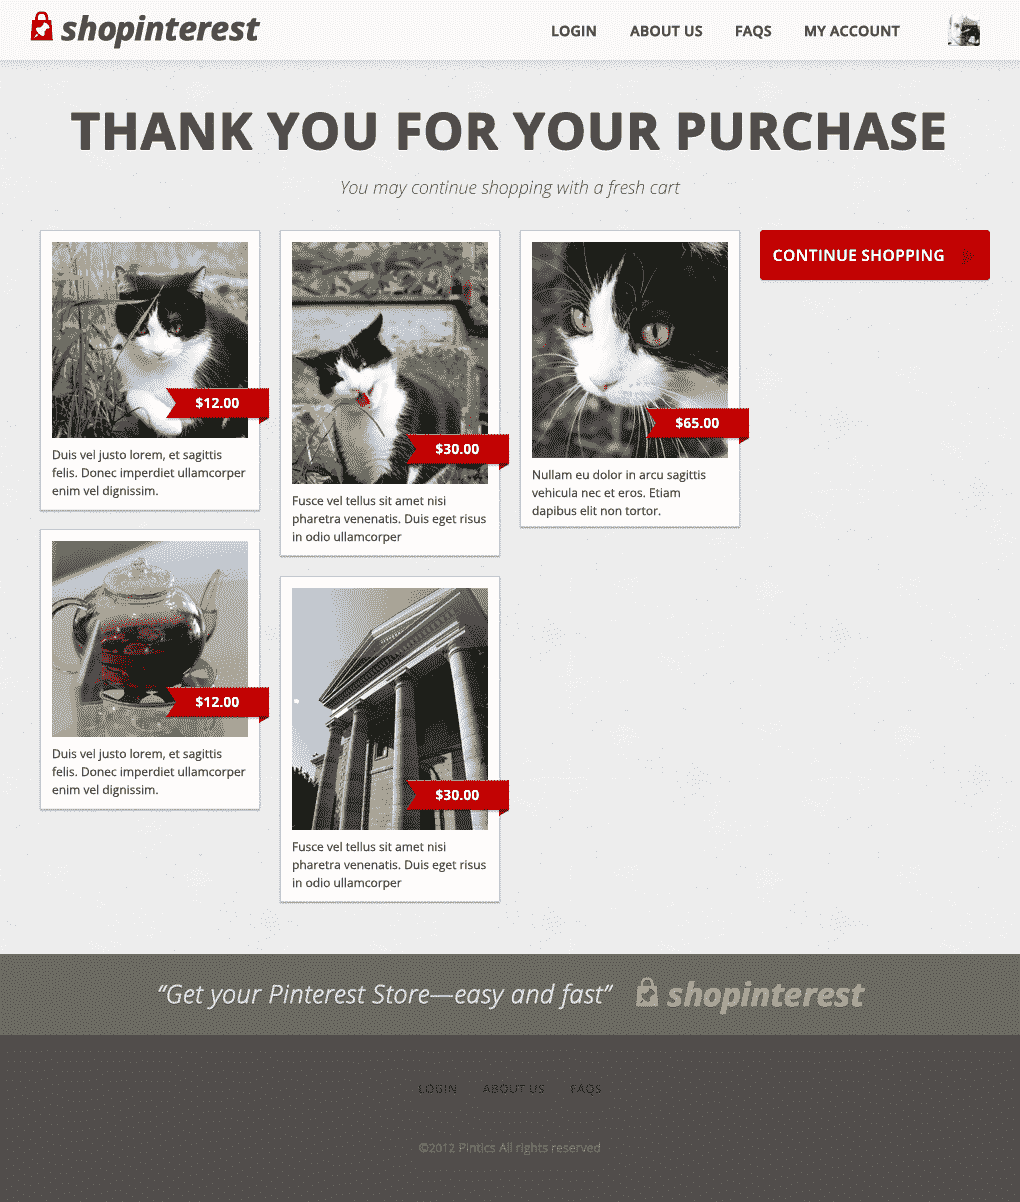 shopinterest
LOGIN ABOUT US FAQS MY ACCOUNT
THANK YOU FOR YOUR PURCHASE
You may continue shopping with a fresh cart
$12.00
Duis vel justo lorem, et sagittis
felis. Donec imperdiet ullamcorper
enim vel dignissim.
$12.00
Duis vel justo lorem, et sagittis
felis. Donec imperdiet ullamcorper
enim vel dignissim.
$30.00
Fusce vel tellus sit amet nisi
pharetra venenatis. Duis eget risus
in odio ullamcorper
$30.00
Fusce vel tellus sit amet nisi
pharetra venenatis. Duis eget risus
in odio ullamcorper
$65.00
Nullam eu dolor in arcu sagittis
vehicula nec et eros. Etiam
dapibus elit non tortor.
CONTINUE SHOPPING
“Get your Pinterest Store—easy and fast” shopinterest
LOGIN ABOUT US FAQS
©2012 Pintics All rights reserved